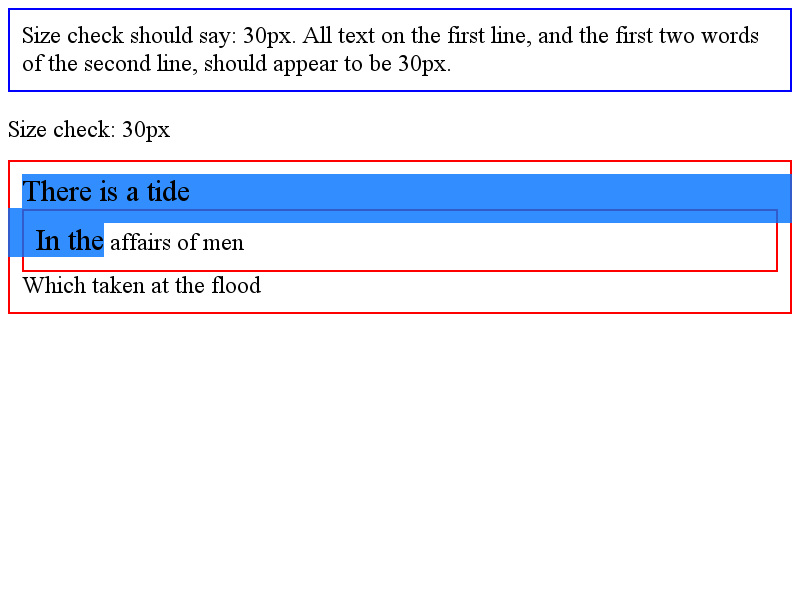 Size check should say: 30px. All text on the first line, and the first two words
of the second line, should appear to be 30px.
Size check: 30px
There is a tide
In the affairs of men
Which taken at the flood